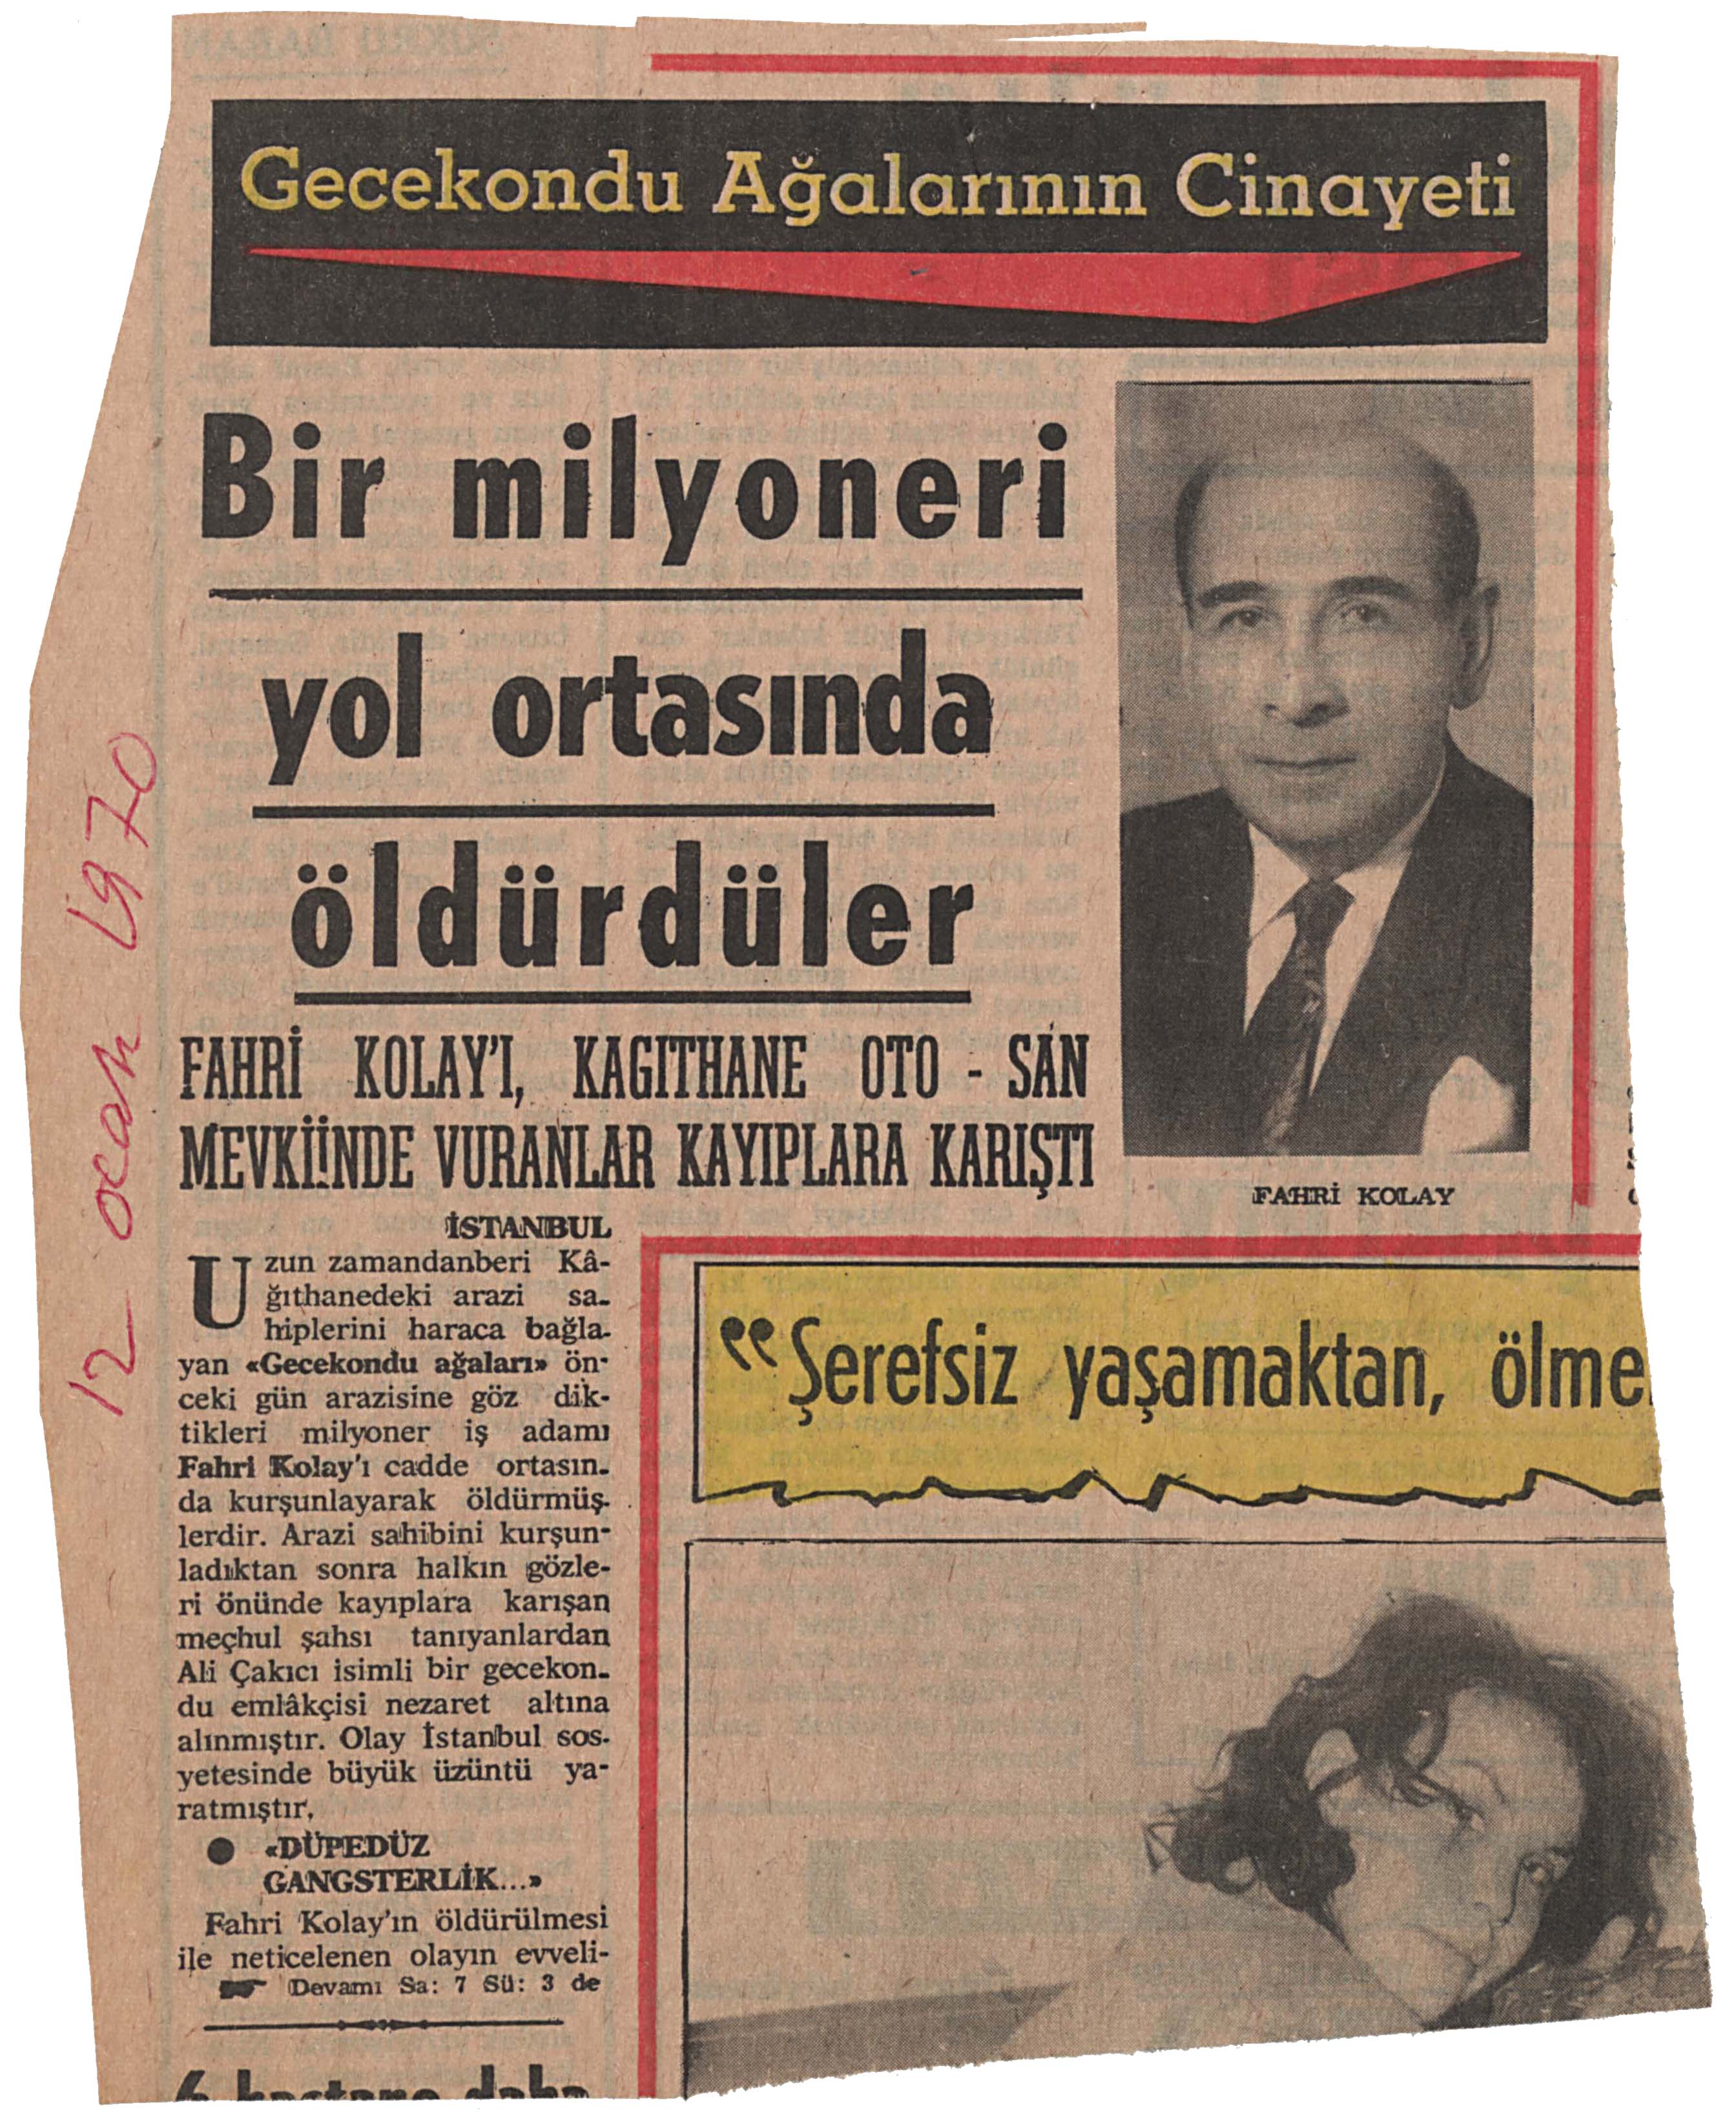 Gecekondu Ağalarının Cinayeti
Bir milyoneri
yol ortasında
öldürdüler
FAHRİ KOLAY'I, KAGITHANE OTO - SAN
MEVKİİNDE VURANLAR KAYIPLARA KARIŞTI
FAHRİ KOLAY
12 ocak 1970
İSTANBUL
Uzun zamandanberi Kâ-
ğıthanedeki arazi sa-
hiplerini haraca bağla-
yan «Gecekondu ağaları» ön-
ceki gün arazisine göz dik-
tikleri milyoner iş adamı
Fahri Kolay'ı cadde ortasın-
da kurşunlayarak öldürmüş-
lerdir. Arazi sahibini kurşun-
ladıktan sonra halkın gözle-
ri önünde kayıplara karışan
meçhul şahsı tanıyanlardan
Ali Çakıcı isimli bir gecekon-
du emlâkçisi nezaret altına
alınmıştır. Olay İstanbul sos-
yetesinde büyük üzüntü ya-
ratmıştır,
● «DÜPEDÜZ
GANGSTERLİK...»
Fahri Kolay'ın öldürülmesi
ile neticelenen olayın evveli-
Devamı Sa: 7 Sü: 3 de
6 hastane daha
"Şerefsiz yaşamaktan, ölme